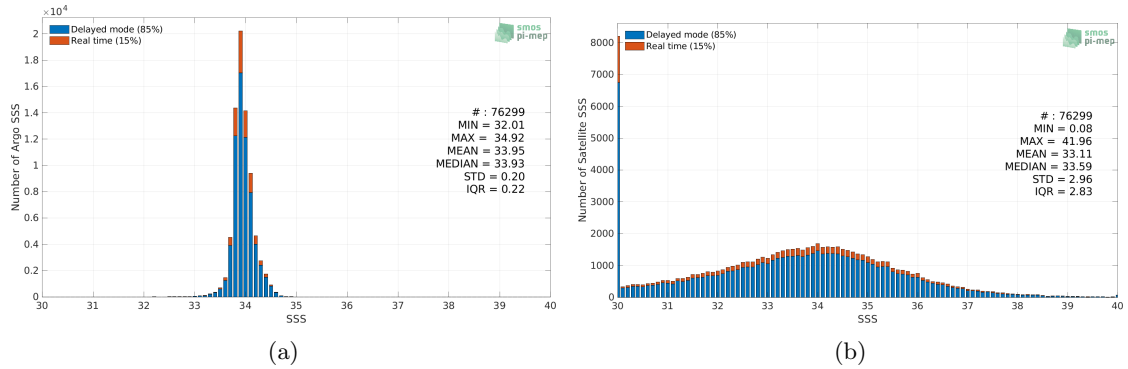 ×10⁴
Delayed mode (85%)
Real time (15%)
smos
pi-mep
Number of Argo SSS
2
1.8
1.6
1.4
1.2
1
0.8
0.6
0.4
0.2
0
# : 76299
MIN = 32.01
MAX = 34.92
MEAN = 33.95
MEDIAN = 33.93
STD = 0.20
IQR = 0.22
30 31 32 33 34 35 36 37 38 39 40
SSS
(a)
Delayed mode (85%)
Real time (15%)
smos
pi-mep
Number of Satellite SSS
8000
7000
6000
5000
4000
3000
2000
1000
0
# : 76299
MIN = 0.08
MAX = 41.96
MEAN = 33.11
MEDIAN = 33.59
STD = 2.96
IQR = 2.83
30 31 32 33 34 35 36 37 38 39 40
SSS
(b)